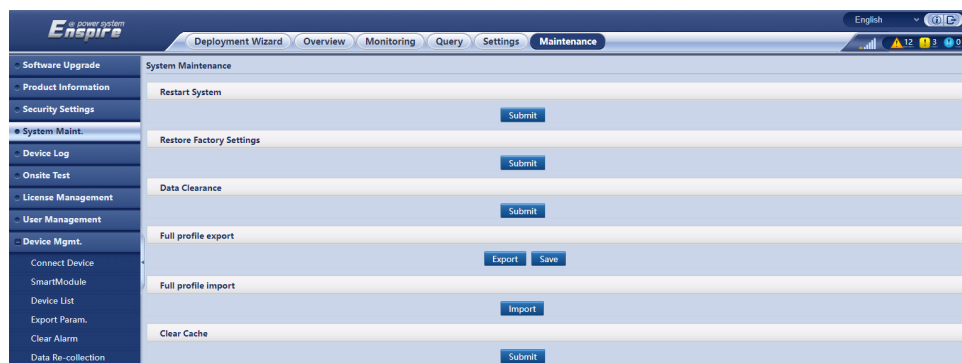 English
@ power system
Enspire
Deployment Wizard
Overview
Monitoring
Query
Settings
Maintenance
12
3
0
Software Upgrade
Product Information
Security Settings
System Maint.
Device Log
Onsite Test
License Management
User Management
Device Mgmt.
Connect Device
SmartModule
Device List
Export Param.
Clear Alarm
Data Re-collection
System Maintenance
Restart System
Submit
Restore Factory Settings
Submit
Data Clearance
Submit
Full profile export
Export Save
Full profile import
Import
Clear Cache
Submit